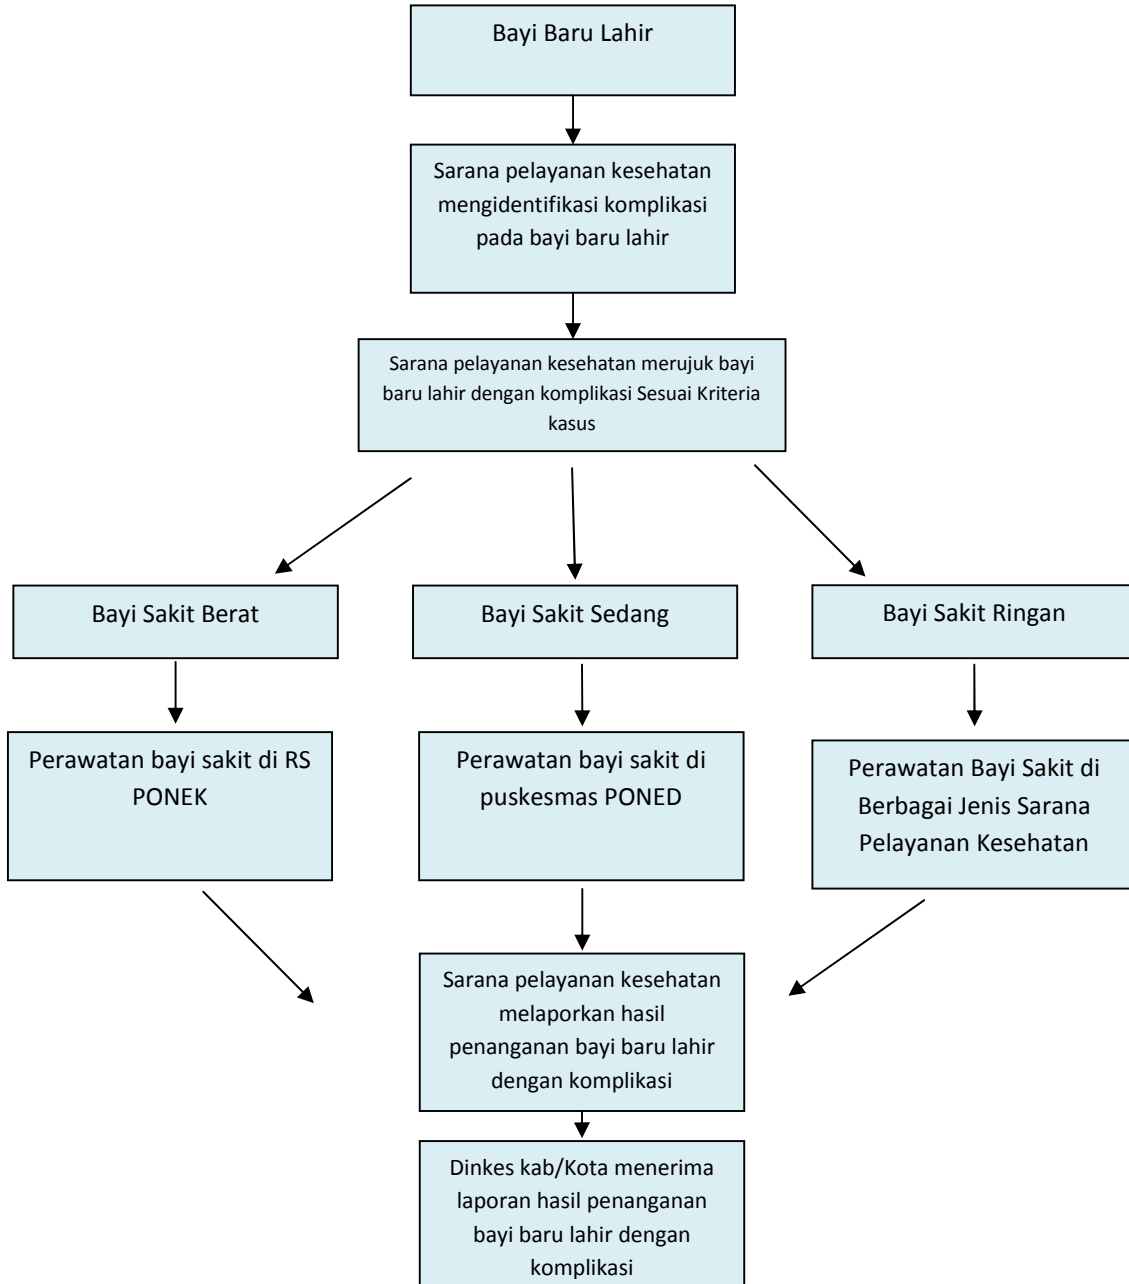 Bayi Baru Lahir
Sarana pelayanan kesehatan
mengidentifikasi komplikasi
pada bayi baru lahir
Sarana pelayanan kesehatan merujuk bayi
baru lahir dengan komplikasi Sesuai Kriteria
kasus
Bayi Sakit Berat
Bayi Sakit Sedang
Bayi Sakit Ringan
Perawatan bayi sakit di RS
PONEK
Perawatan bayi sakit di
puskesmas PONED
Perawatan Bayi Sakit di
Berbagai Jenis Sarana
Pelayanan Kesehatan
Sarana pelayanan kesehatan
melaporkan hasil
penanganan bayi baru lahir
dengan komplikasi
Dinkes kab/Kota menerima
laporan hasil penanganan
bayi baru lahir dengan
komplikasi